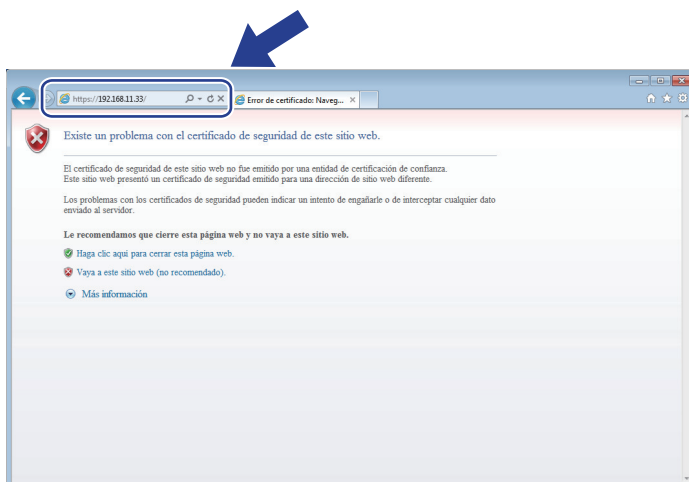 https://192.168.11.33/
Error de certificado: Naveg...
Existe un problema con el certificado de seguridad de este sitio web.
El certificado de seguridad de este sitio web no fue emitido por una entidad de certificación de confianza.
Este sitio web presentó un certificado de seguridad emitido para una dirección de sitio web diferente.
Los problemas con los certificados de seguridad pueden indicar un intento de engañarle o de interceptar cualquier dato
enviado al servidor.
Le recomendamos que cierre esta página web y no vaya a este sitio web.
Haga clic aquí para cerrar esta página web.
Vaya a este sitio web (no recomendado).
Más información